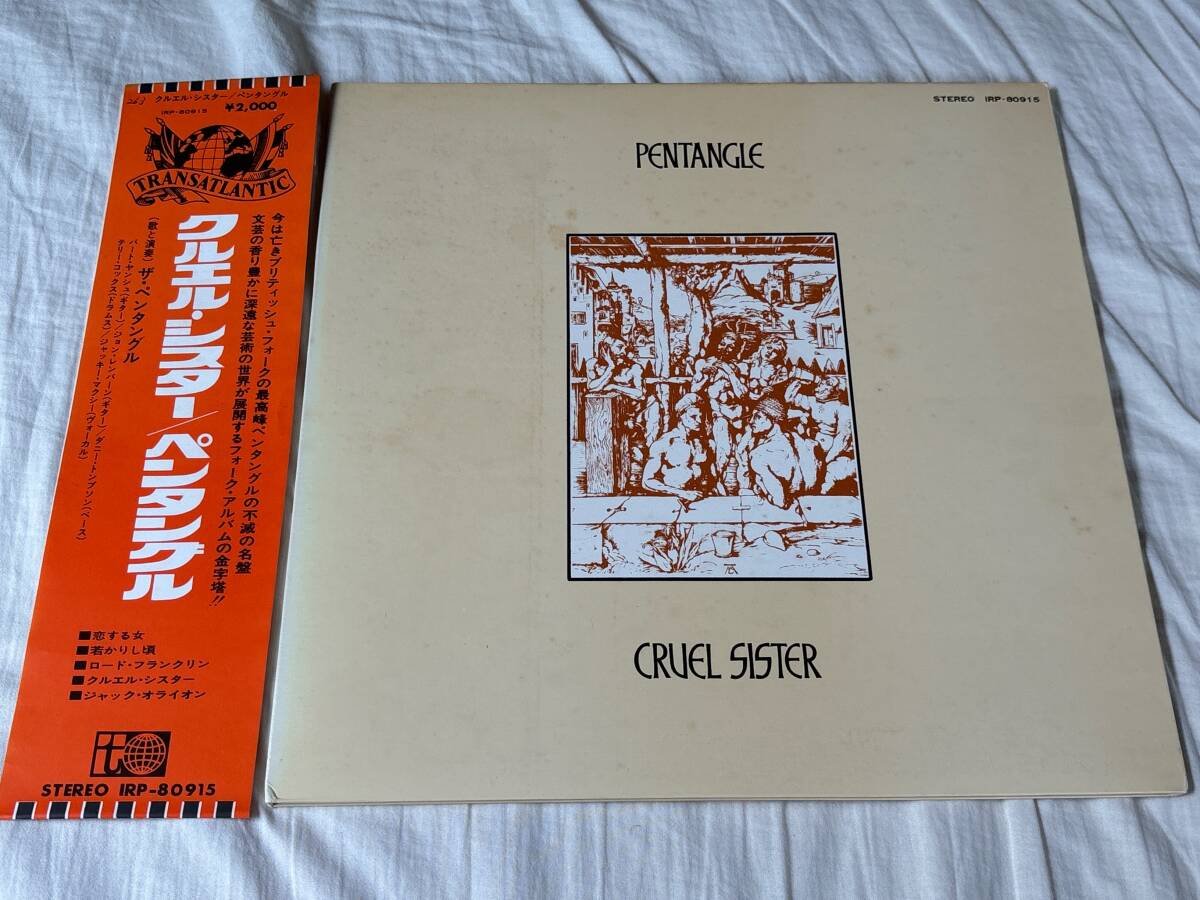 263
クルエル・シスター/ペンタングル
IRP-80915
¥2,000
TRANSATLANTIC
今は亡きブリティッシュ・フォークの最高峰ペンタングルの不滅の名盤
文芸の香り豊かに深遠な芸術の世界が展開するフォーク・アルバムの金字塔!!
クルエル・シスター/ペンタングル
(歌と演奏) ザ・ペンタングル
バート・ヤンシュ(ギター)/ジョン・レンバーン(ギター)/ダニー・トンプソン(ベース)
テリー・コックス(ドラムス)/ジャッキー・マクシー(ヴォーカル)
■恋する女
■若かりし頃
■ロード・フランクリン
■クルエル・シスター
■ジャック・オライオン
it
STEREO IRP-80915
STEREO IRP-80915
PENTANGLE
CRUEL SISTER